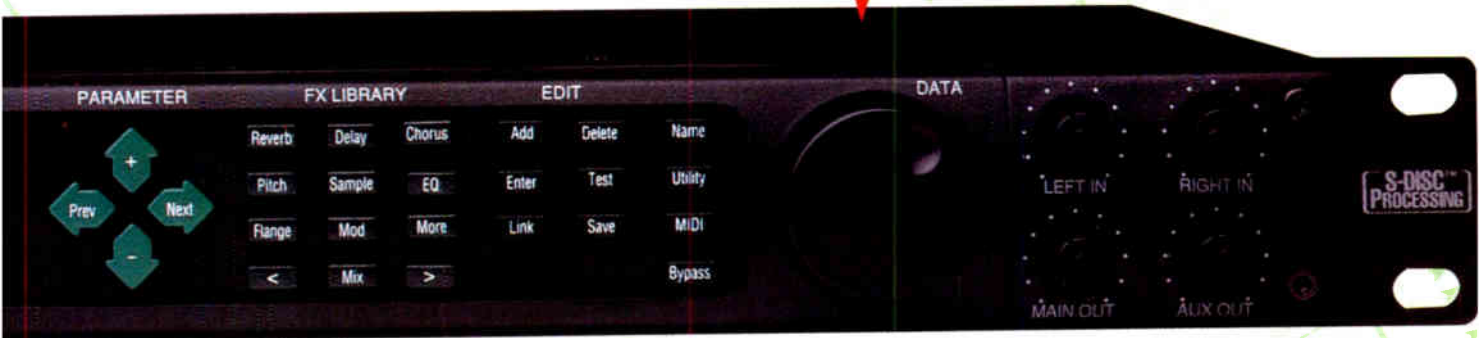 PARAMETER FX LIBRARY EDIT DATA
Reverb Delay Chorus Add Delete Name
+
Pitch Sample EQ Enter Test Utility
Prev Next
LEFT IN RIGHT IN
S-DISC™
PROCESSING
Flange Mod More Link Save MIDI
-
< Mix > Bypass
MAIN OUT AUX OUT